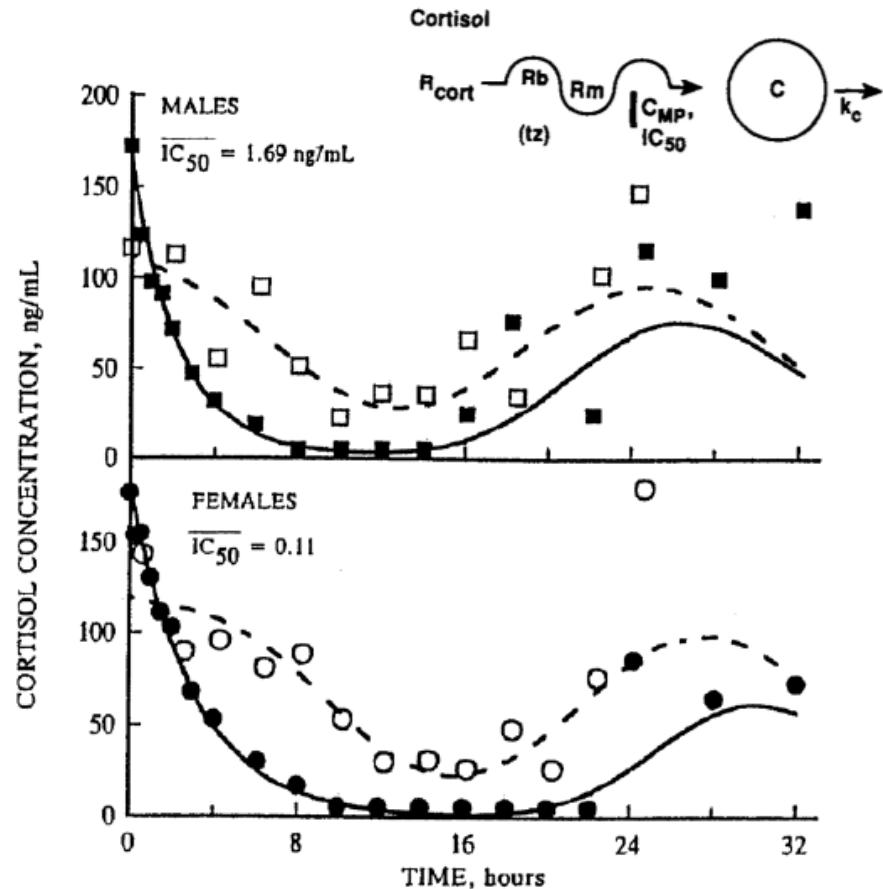 Cortisol
R_cort Rb Rm C C_MP, k_c
(tz) IC_50
200
MALES
IC_50 = 1.69 ng/mL
150
100
50
0
FEMALES
IC_50 = 0.11
150
100
50
0
0 8 16 24 32
TIME, hours
CORTISOL CONCENTRATION, ng/mL